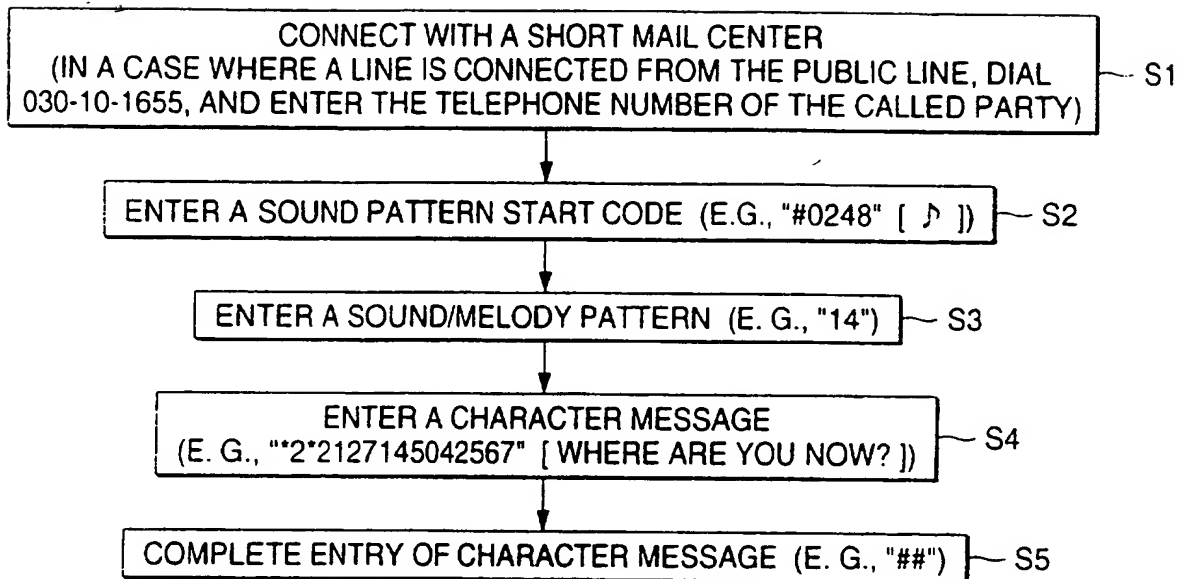 CONNECT WITH A SHORT MAIL CENTER
(IN A CASE WHERE A LINE IS CONNECTED FROM THE PUBLIC LINE, DIAL
030-10-1655, AND ENTER THE TELEPHONE NUMBER OF THE CALLED PARTY)
S1
ENTER A SOUND PATTERN START CODE (E.G., "#0248" [ ♪ ])
S2
ENTER A SOUND/MELODY PATTERN (E. G., "14")
S3
ENTER A CHARACTER MESSAGE
(E. G., "*2*2127145042567" [ WHERE ARE YOU NOW? ])
S4
COMPLETE ENTRY OF CHARACTER MESSAGE (E. G., "##")
S5